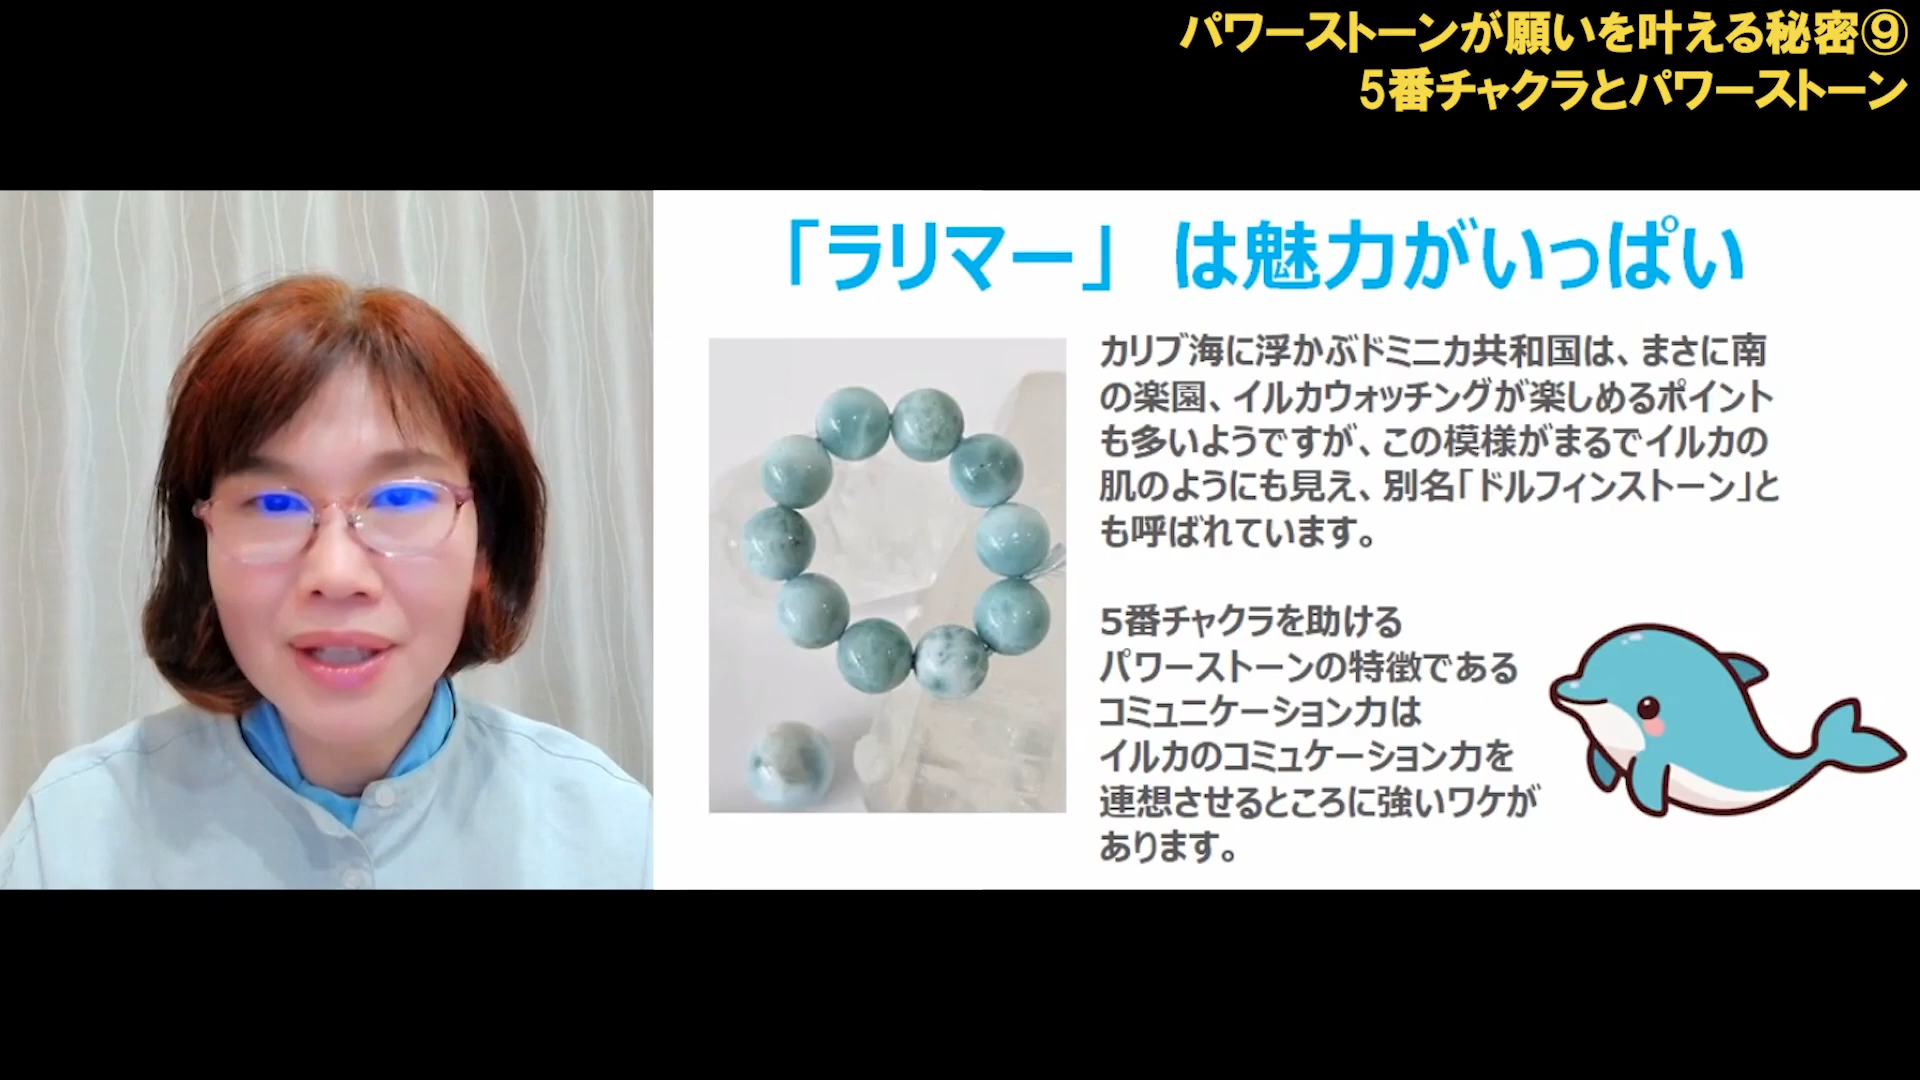 パワーストーンが願いを叶える秘密⑨
5番チャクラとパワーストーン
「ラリマー」 は魅力がいっぱい
カリブ海に浮かぶドミニカ共和国は、まさに南
の楽園、イルカウォッチングが楽しめるポイント
も多いようですが、この模様がまるでイルカの
肌のようにも見え、別名「ドルフィンストーン」と
も呼ばれています。
5番チャクラを助ける
パワーストーンの特徴である
コミュニケーション力は
イルカのコミュケーション力を
連想させるところに強いワケが
あります。